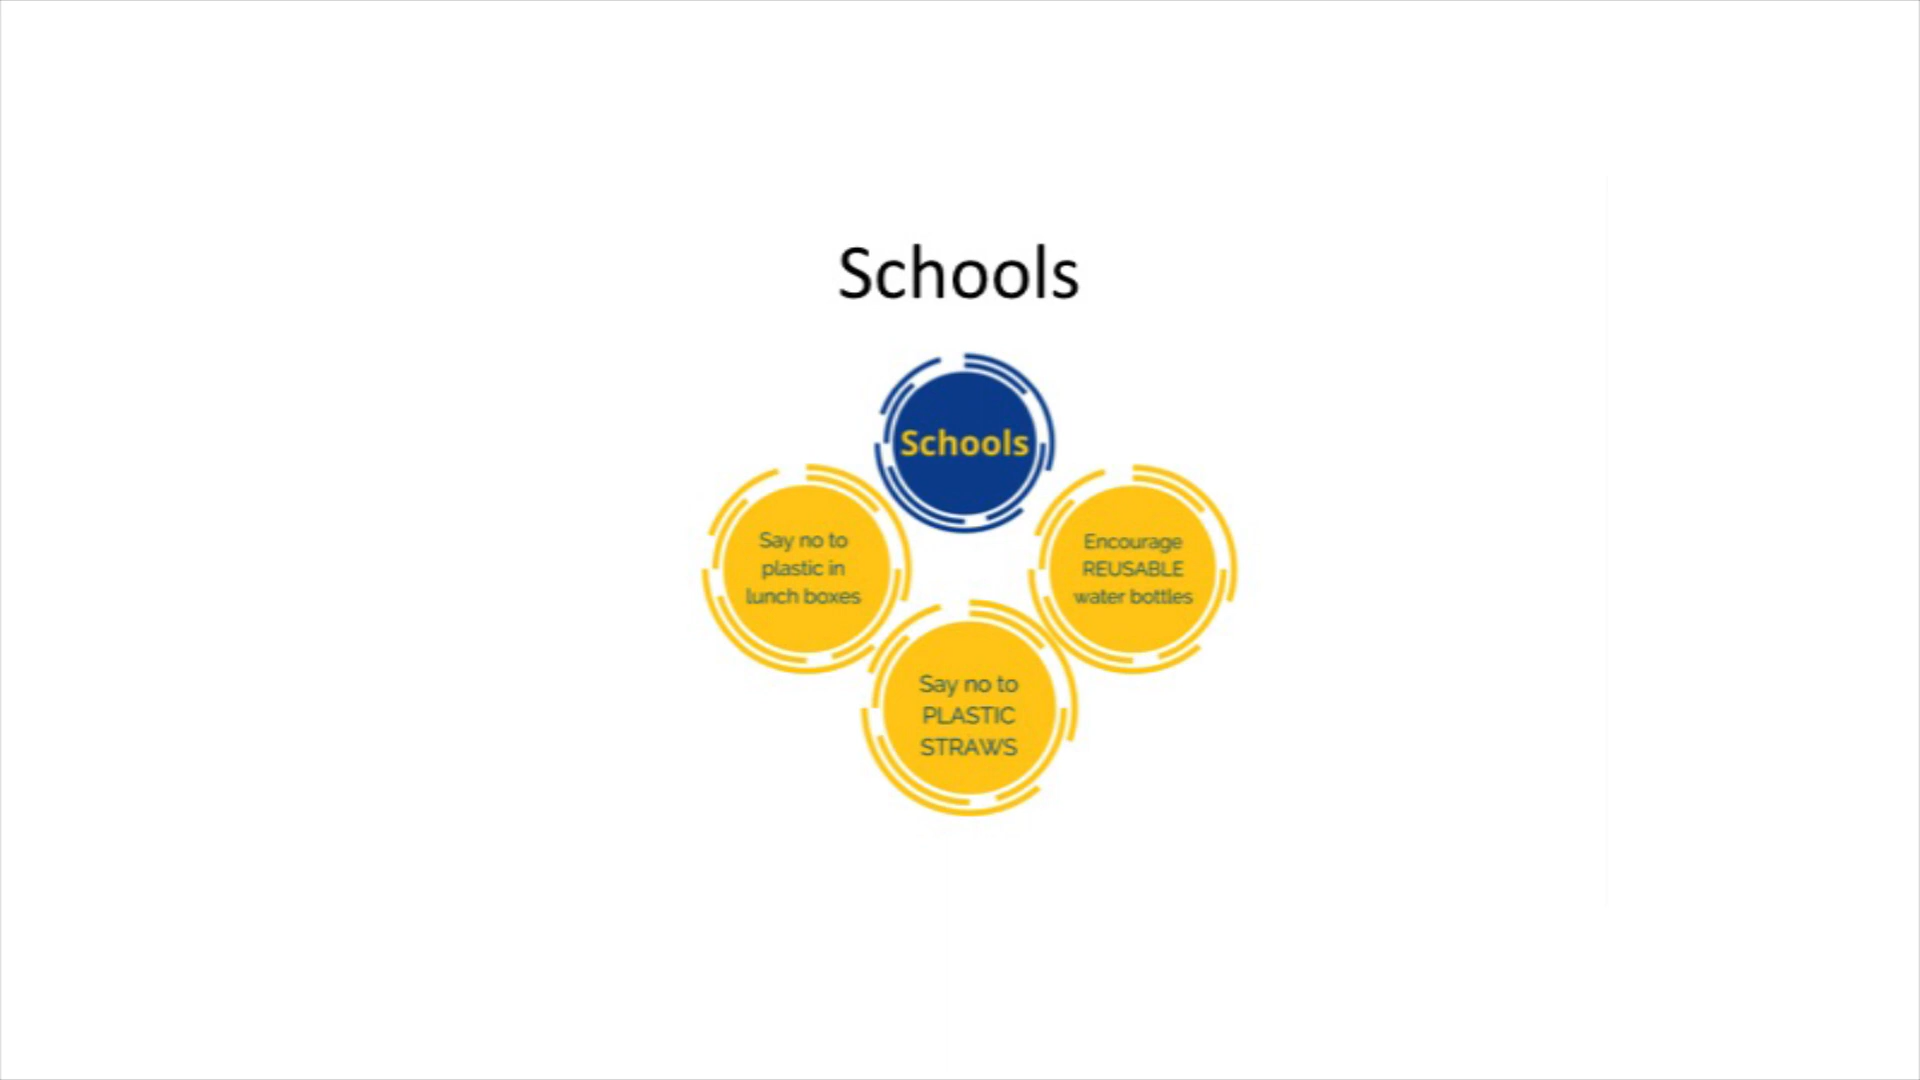 Schools
Schools
Say no to
plastic in
lunch boxes
Encourage
REUSABLE
water bottles
Say no to
PLASTIC
STRAWS